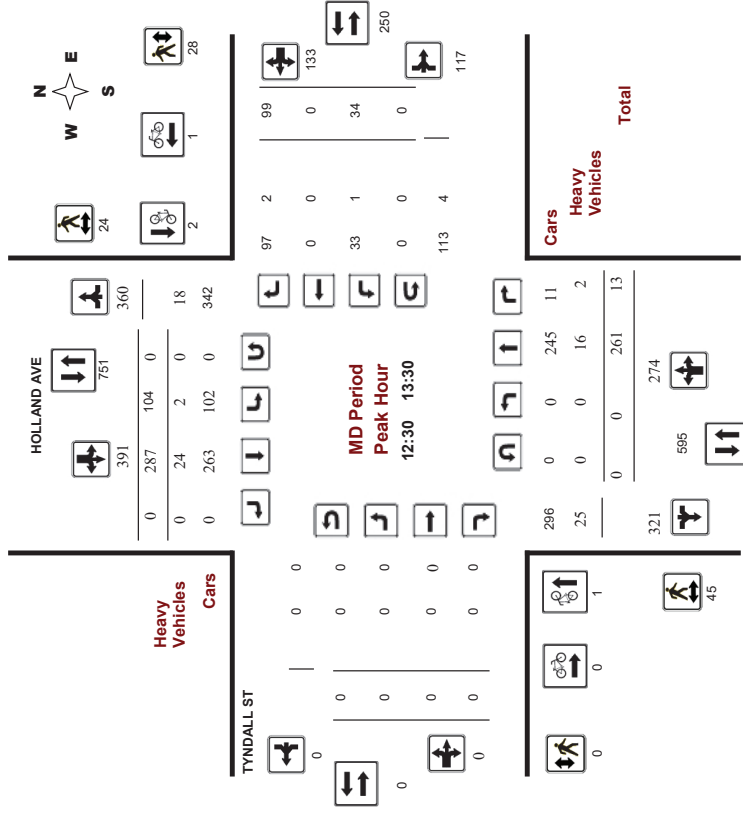 N
W E
S
24
28
2
1
HOLLAND AVE
751
391
360
0 287 104 0
0 24 2 0 18
0 263 102 0 342
Heavy
Vehicles
Cars
133
250
117
97 2 99
0 0 0
33 1 34
0 0 0
113 4
TYNDALL ST
MD Period
Peak Hour
12:30 13:30
0 0
0 0 0
0 0 0
0 0 0
0 0 0
0
0
0
Cars
Heavy
Vehicles
Total
296 0 0 245 11
25 0 0 16 2
0 0 261 13
321
274
595
0
0
1
45